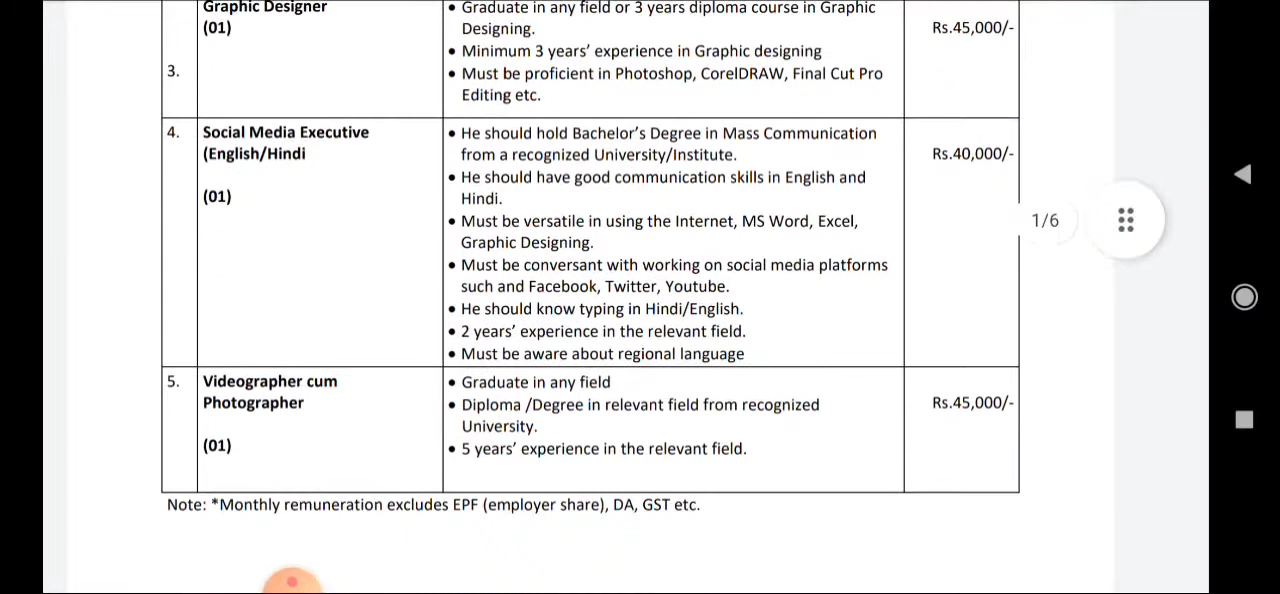 Graphic Designer
(01)
3.
• Graduate in any field or 3 years diploma course in Graphic
Designing.
• Minimum 3 years’ experience in Graphic designing
• Must be proficient in Photoshop, CorelDRAW, Final Cut Pro
Editing etc.
Rs.45,000/-
4.
Social Media Executive
(English/Hindi
(01)
• He should hold Bachelor’s Degree in Mass Communication
from a recognized University/Institute.
• He should have good communication skills in English and
Hindi.
• Must be versatile in using the Internet, MS Word, Excel,
Graphic Designing.
• Must be conversant with working on social media platforms
such and Facebook, Twitter, Youtube.
• He should know typing in Hindi/English.
• 2 years’ experience in the relevant field.
• Must be aware about regional language
Rs.40,000/-
1/6
5.
Videographer cum
Photographer
(01)
• Graduate in any field
• Diploma /Degree in relevant field from recognized
University.
• 5 years’ experience in the relevant field.
Rs.45,000/-
Note: *Monthly remuneration excludes EPF (employer share), DA, GST etc.